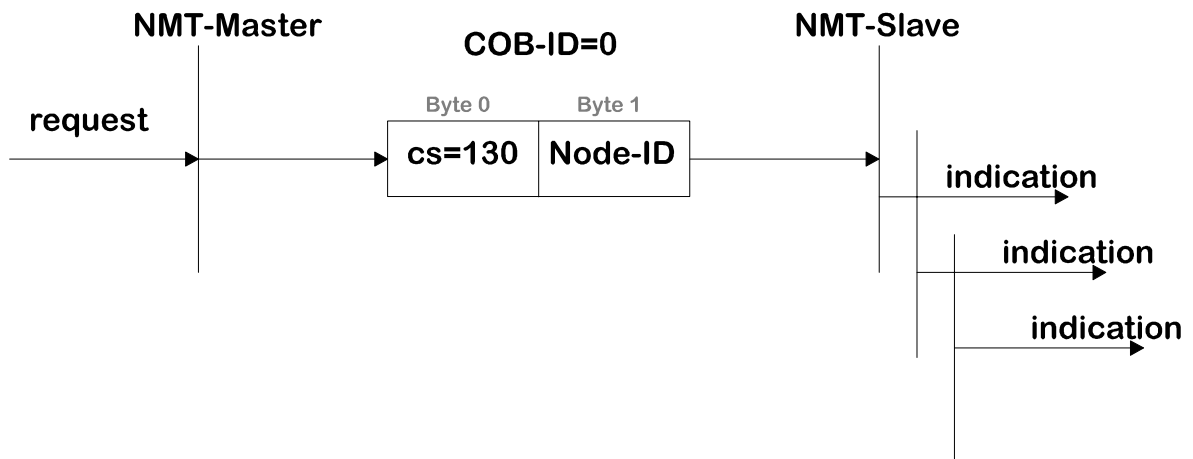 NMT-Master
COB-ID=0
NMT-Slave
request
Byte 0
Byte 1
cs=130
Node-ID
indication
indication
indication